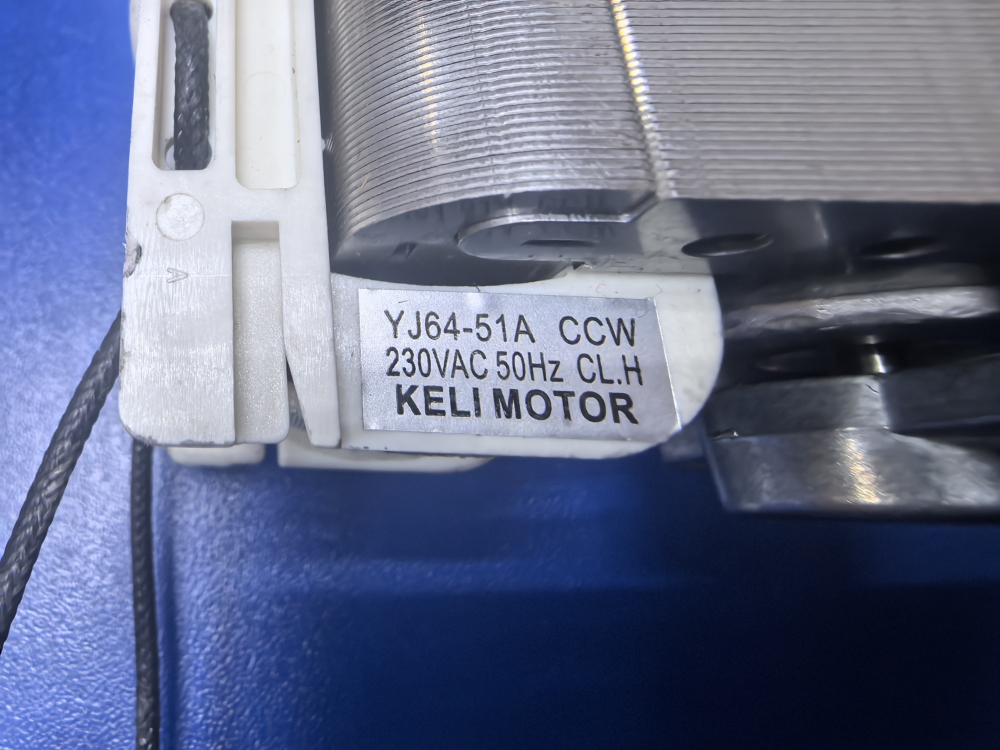 YJ64-51A CCW
230VAC 50Hz CL.H
KELI MOTOR